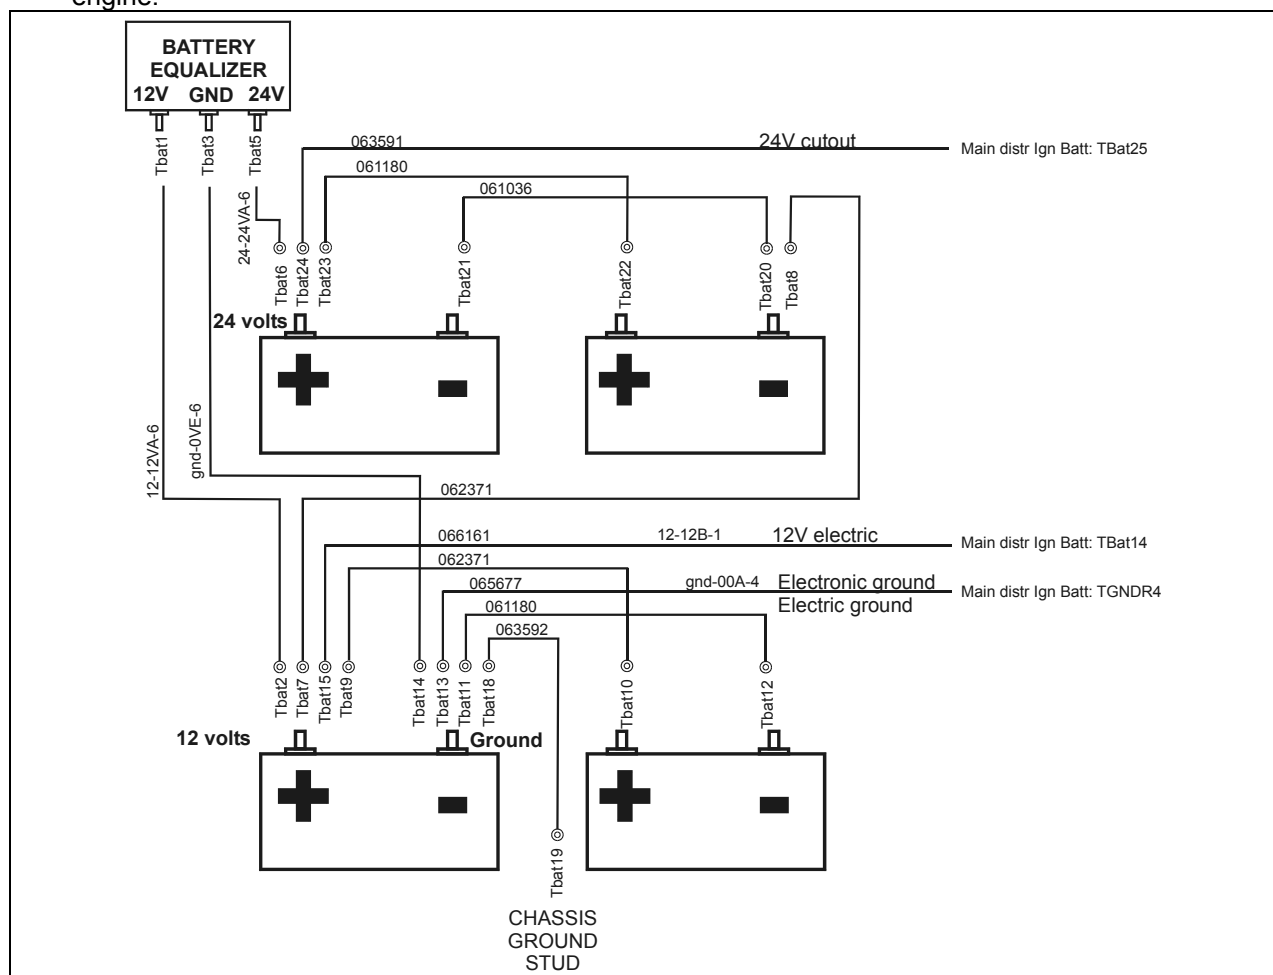 engine.
BATTERY
EQUALIZER
12V GND 24V
Tbat1
Tbat3
Tbat5
063591
24V cutout
Main distr Ign Batt: TBat25
061180
061036
24-24VA-6
Tbat6
Tbat24
Tbat23
Tbat21
Tbat22
Tbat20
Tbat8
24 volts
12-12VA-6
gnd-0VE-6
062371
066161
12-12B-1
12V electric
Main distr Ign Batt: TBat14
062371
065677
gnd-00A-4
Electronic ground
Main distr Ign Batt: TGNDR4
061180
Electric ground
063592
Tbat2
Tbat7
Tbat15
Tbat9
Tbat14
Tbat13
Tbat11
Tbat18
Tbat10
Tbat12
12 volts
Ground
Tbat19
CHASSIS
GROUND
STUD